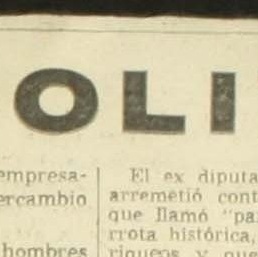 OLI
empresa-
ercambio
hombres
El ex diputa
arremetió cont
que llamó "pa
rrota histórica,